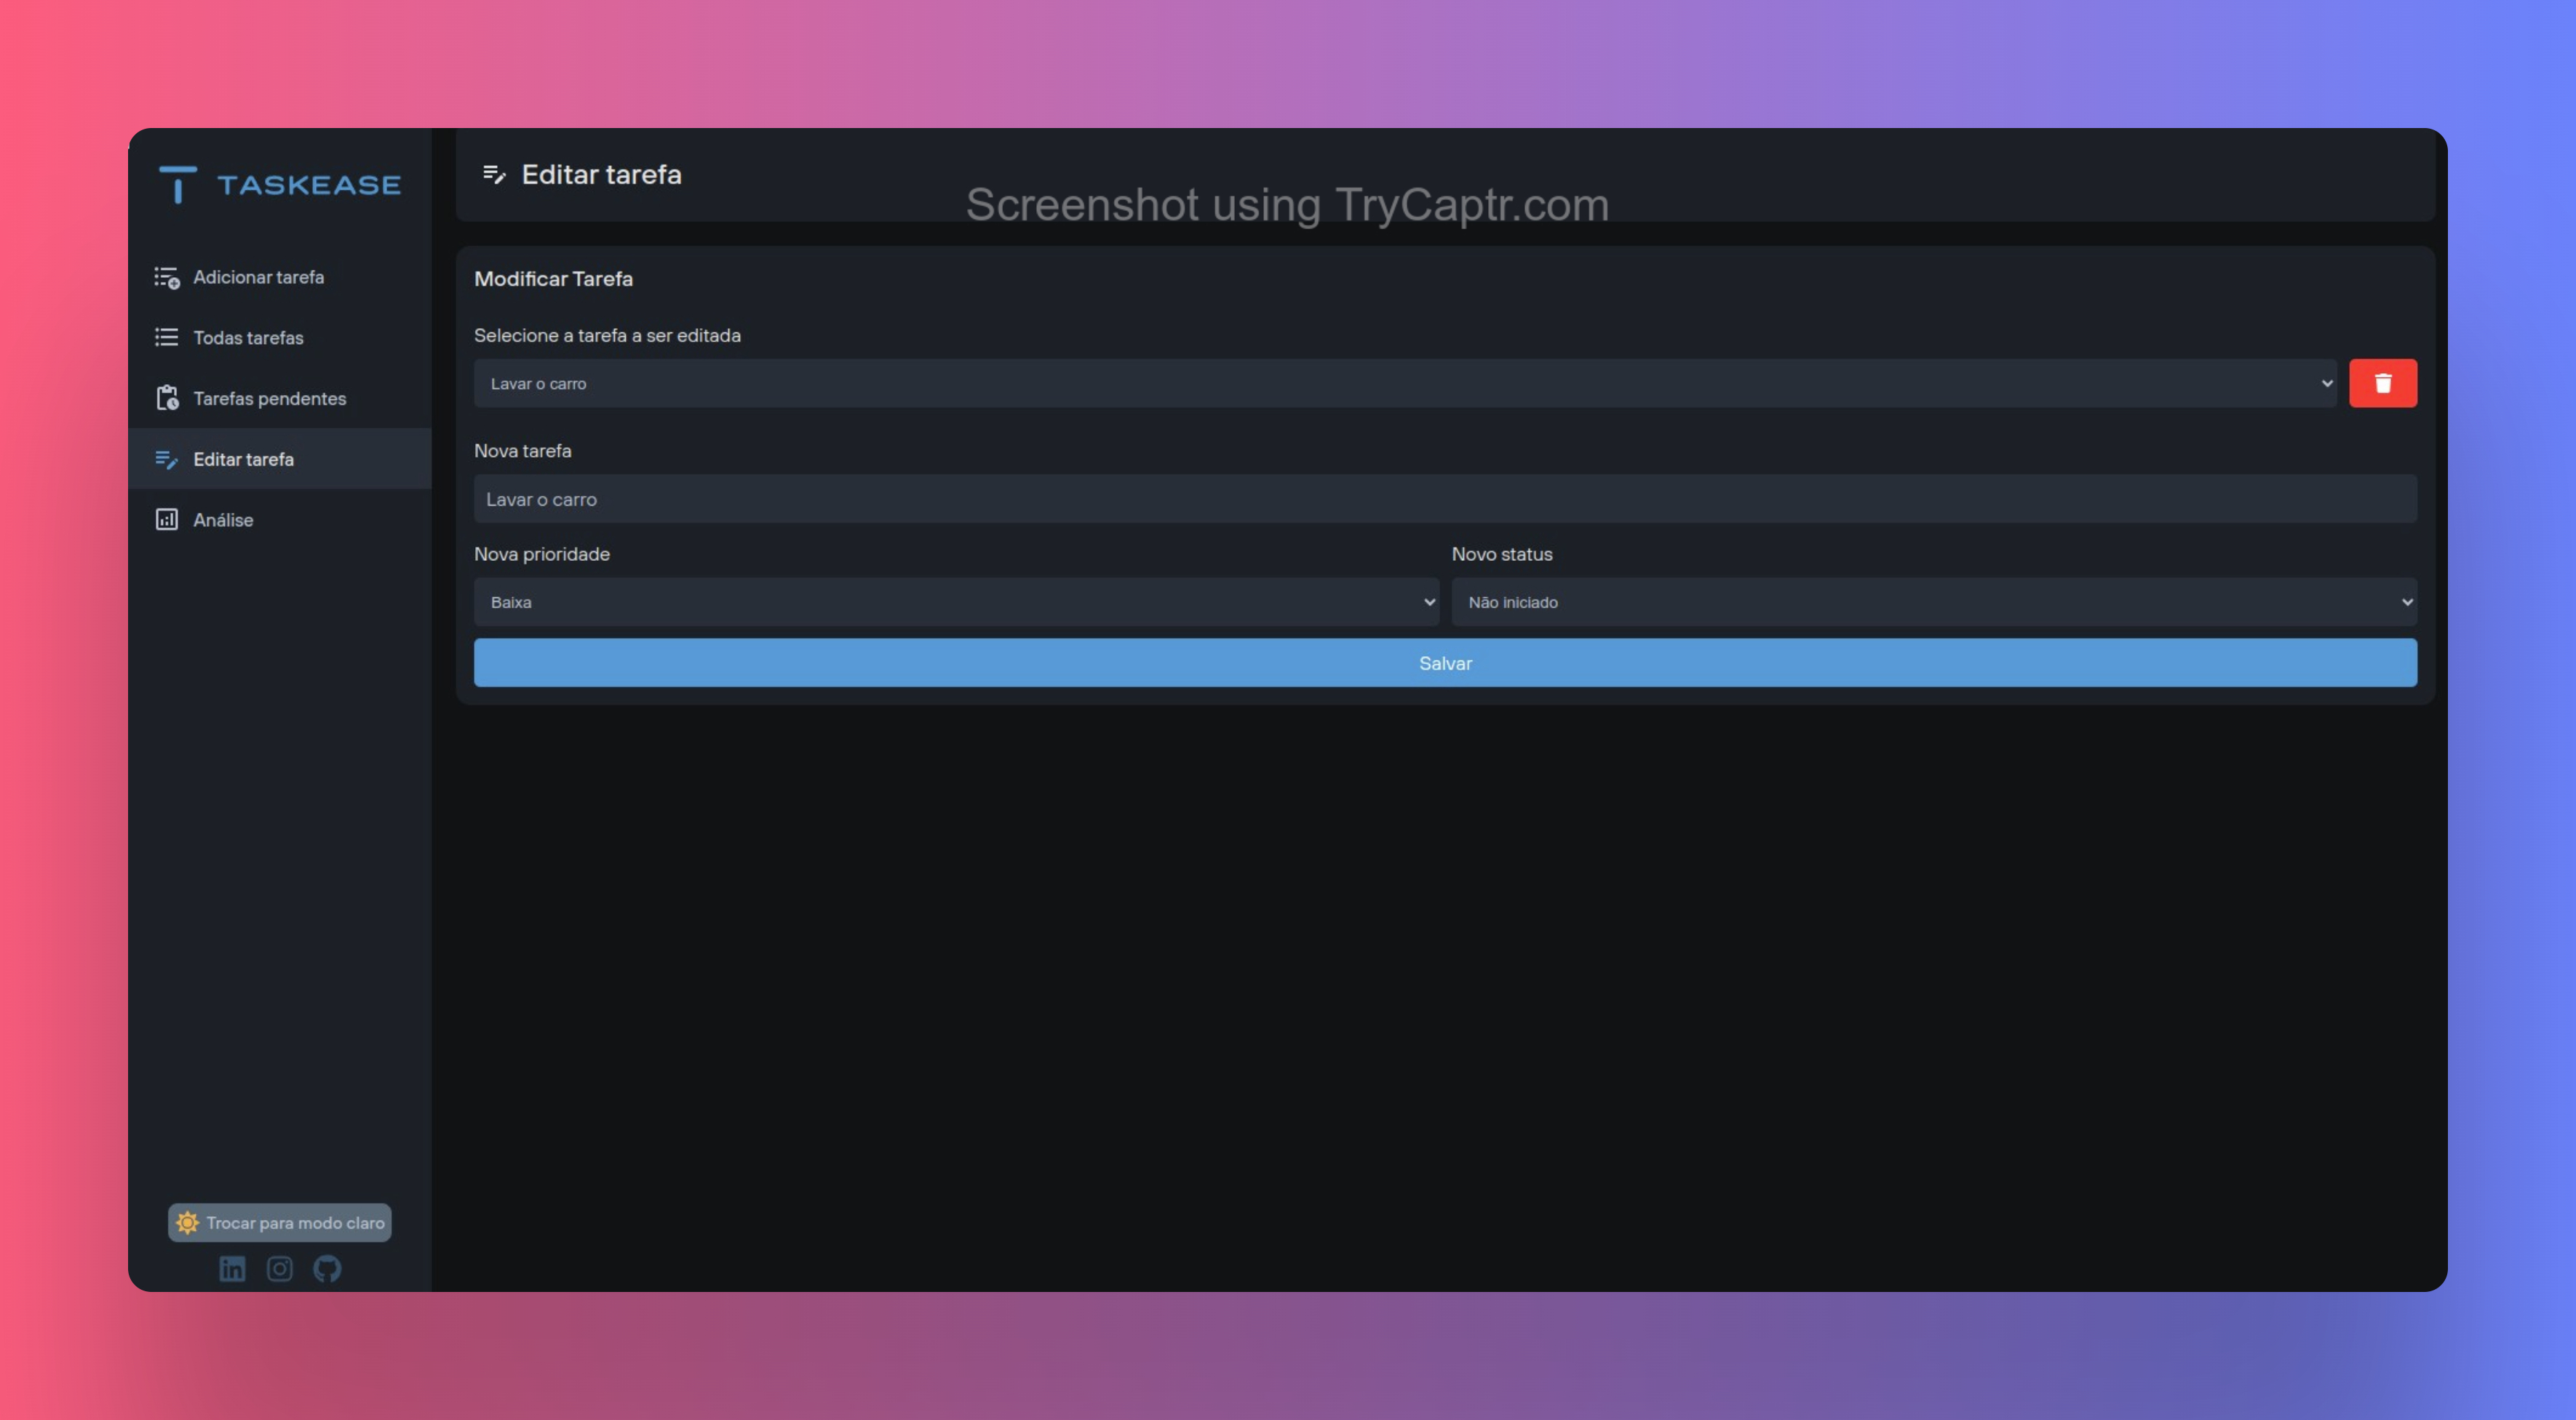 TASKEASE
Adicionar tarefa
Todas tarefas
Tarefas pendentes
Editar tarefa
Análise
Trocar para modo claro
Editar tarefa
Screenshot using TryCaptr.com
Modificar Tarefa
Selecione a tarefa a ser editada
Lavar o carro
Nova tarefa
Lavar o carro
Nova prioridade
Baixa
Novo status
Não iniciado
Salvar